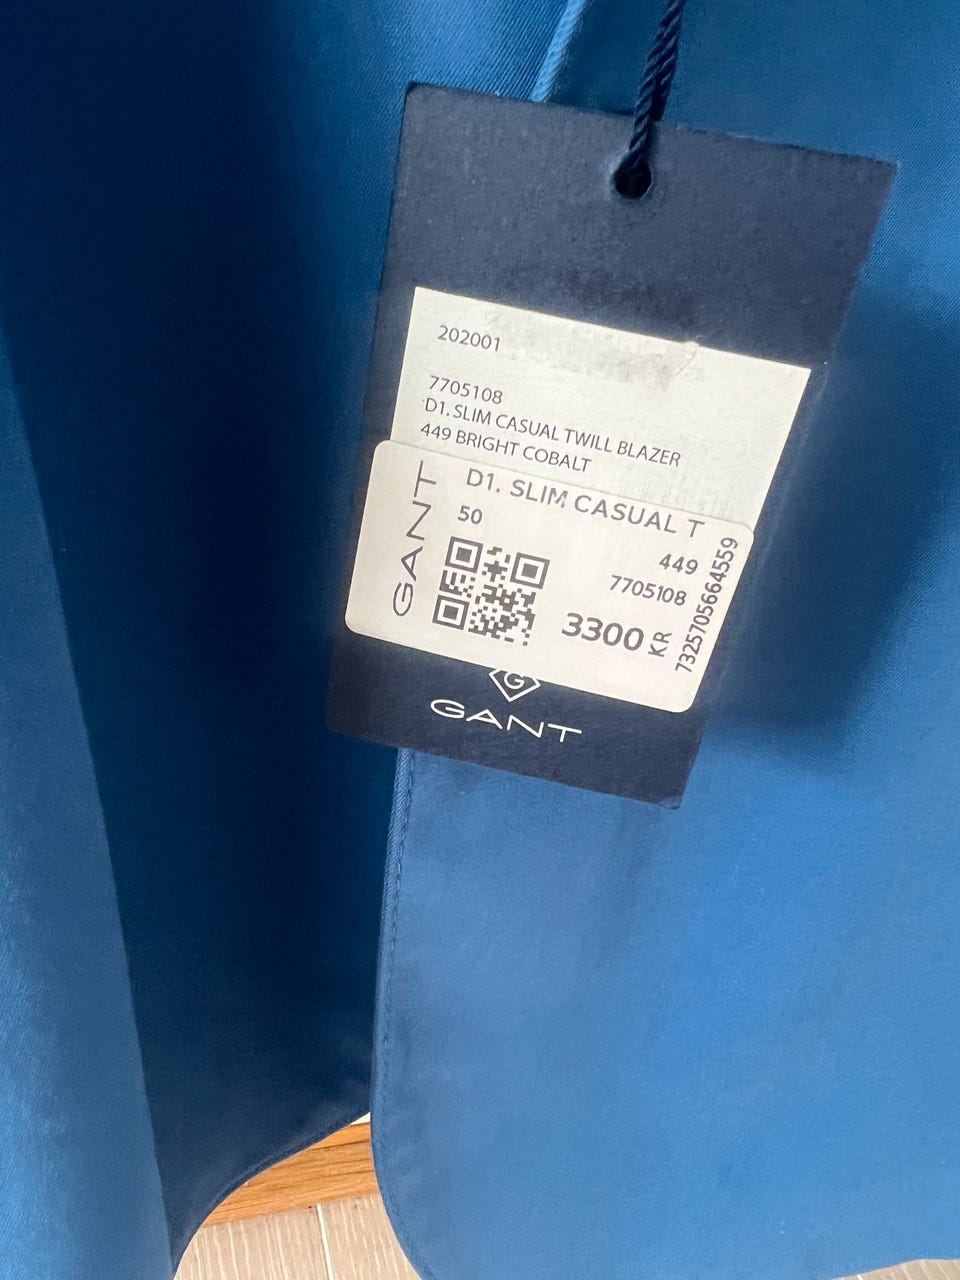 202001
7705108
D1. SLIM CASUAL TWILL BLAZER
449 BRIGHT COBALT
GANT
D1. SLIM CASUAL T
50
449
7705108
3300 KR
7325705664559
G
GANT